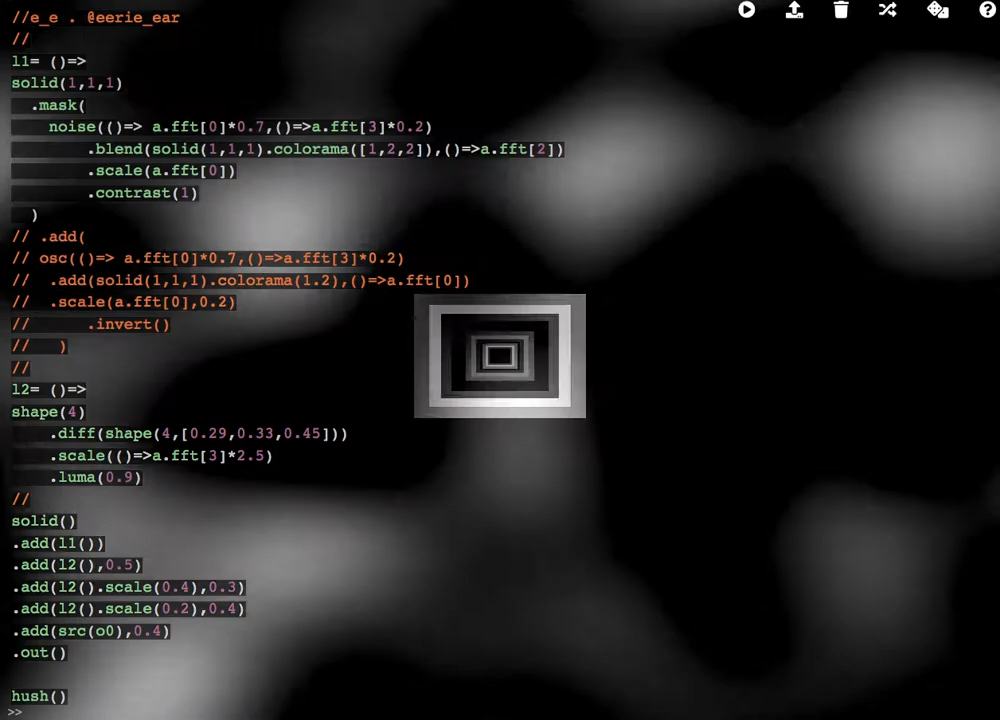 //e_e . @eerie_ear
//
l1= ()=>
solid(1,1,1)
.mask(
noise(()=> a.fft[0]*0.7,()=>a.fft[3]*0.2)
.blend(solid(1,1,1).colorama([1,2,2]),()=>a.fft[2])
.scale(a.fft[0])
.contrast(1)
)
// .add(
// osc(()=> a.fft[0]*0.7,()=>a.fft[3]*0.2)
// .add(solid(1,1,1).colorama(1.2),()=>a.fft[0])
// .scale(a.fft[0],0.2)
// .invert()
// )
//
l2= ()=>
shape(4)
.diff(shape(4,[0.29,0.33,0.45]))
.scale(()=>a.fft[3]*2.5)
.luma(0.9)
//
solid()
.add(l1())
.add(l2(),0.5)
.add(l2().scale(0.4),0.3)
.add(l2().scale(0.2),0.4)
.add(src(o0),0.4)
.out()
hush()
>>